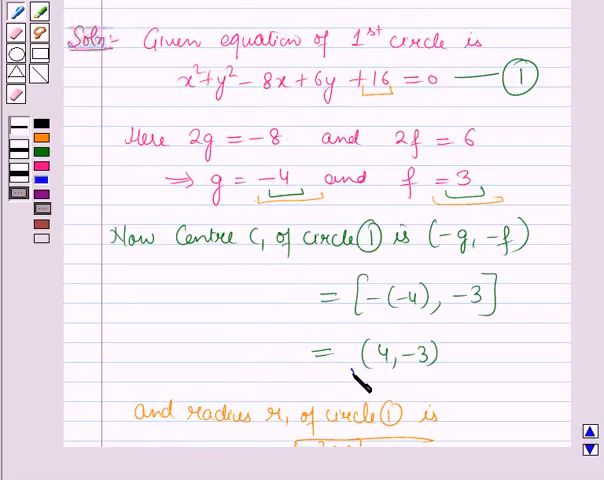 Soln:- Given equation of 1st circle is
x²+y²-8x+6y+16=0 — ①
Here 2g=-8 and 2f=6
⇒ g=-4 and f=3
Now Centre C₁ of circle ① is (-g,-f)
= [-(-4), -3]
= (4,-3)
and radius r₁ of circle ① is